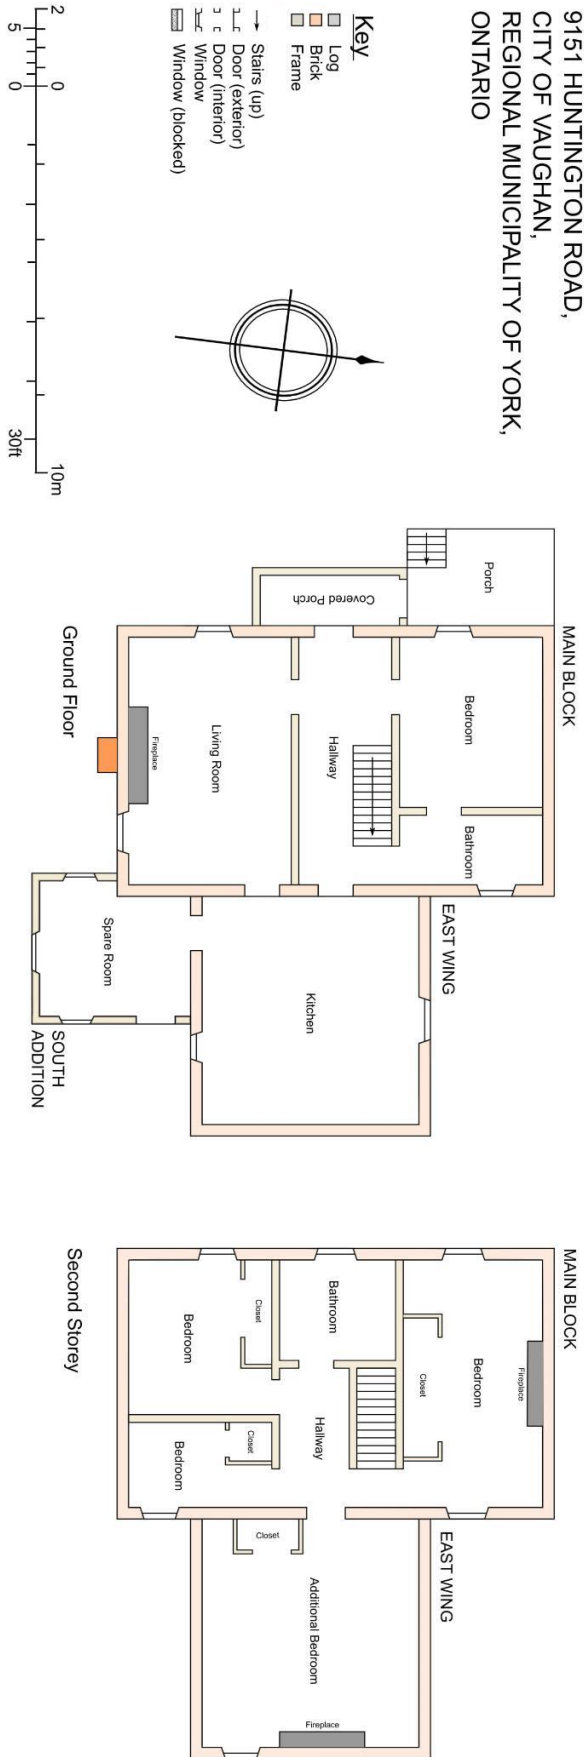 9151 HUNTINGTON ROAD,
CITY OF VAUGHAN,
REGIONAL MUNICIPALITY OF YORK,
ONTARIO
Key
Log
Brick
Frame
Stairs (up)
Door (exterior)
Door (interior)
Window
Window (blocked)
2
0
10m
5
0
30ft
MAIN BLOCK
Porch
Covered Porch
Bedroom
Bathroom
Hallway
Living Room
Fireplace
EAST WING
Kitchen
Spare Room
SOUTH
ADDITION
Ground Floor
MAIN BLOCK
Fireplace
Bedroom
Closet
Bathroom
Hallway
Closet
Bedroom
Closet
Bedroom
EAST WING
Closet
Additional Bedroom
Fireplace
Second Storey